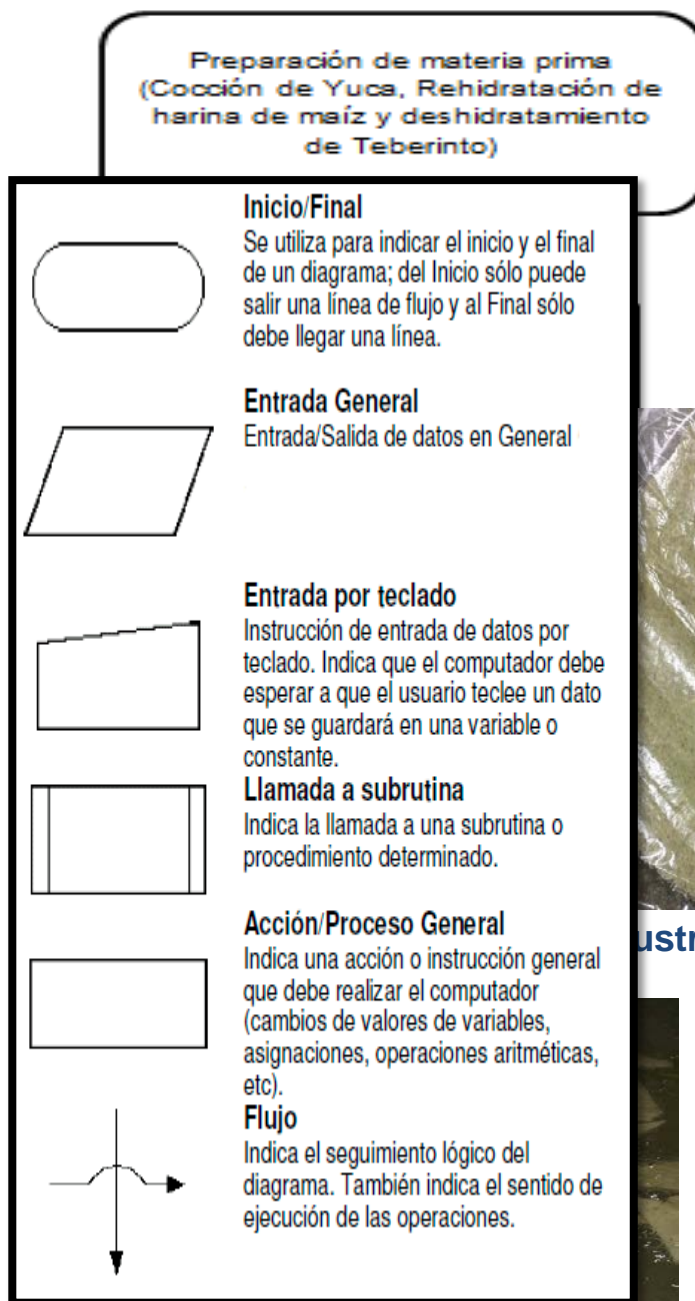 Preparación de materia prima
(Cocción de Yuca, Rehidratación de
harina de maíz y deshidratamiento
de Teberinto)
Inicio/Final
Se utiliza para indicar el inicio y el final
de un diagrama; del Inicio sólo puede
salir una línea de flujo y al Final sólo
debe llegar una línea.
Entrada General
Entrada/Salida de datos en General
Entrada por teclado
Instrucción de entrada de datos por
teclado. Indica que el computador debe
esperar a que el usuario teclee un dato
que se guardará en una variable o
constante.
Llamada a subrutina
Indica la llamada a una subrutina o
procedimiento determinado.
Acción/Proceso General
Indica una acción o instrucción general
que debe realizar el computador
(cambios de valores de variables,
asignaciones, operaciones aritméticas,
etc).
Flujo
Indica el seguimiento lógico del
diagrama. También indica el sentido de
ejecución de las operaciones.